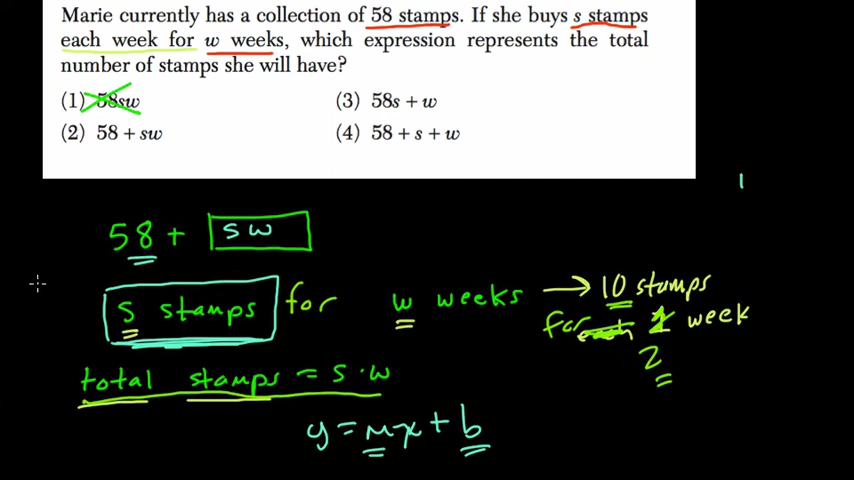 Marie currently has a collection of 58 stamps. If she buys s stamps
each week for w weeks, which expression represents the total
number of stamps she will have?
(1) 58sw (3) 58s + w
(2) 58 + sw (4) 58 + s + w
58 + sw
s stamps for w weeks → 10 stamps
for each 2 week
2
total stamps = s · w
y = mx + b